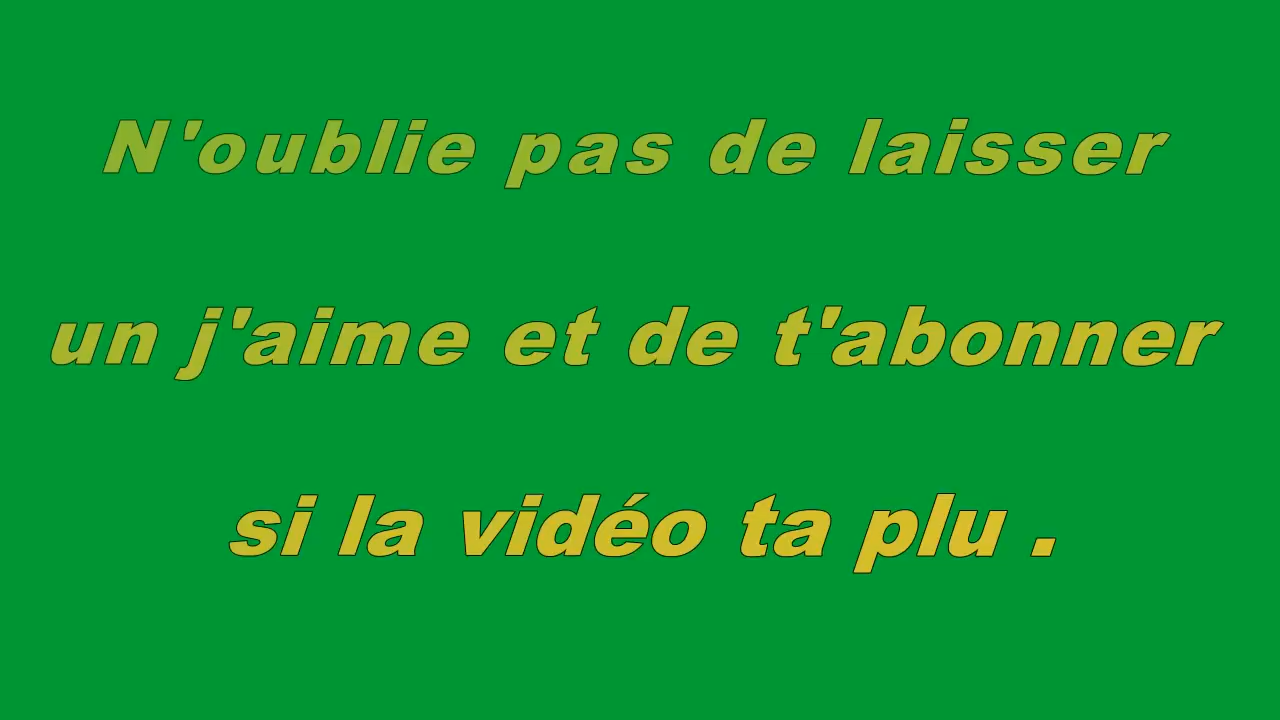 N'oublie pas de laisser
un j'aime et de t'abonner
si la vidéo ta plu .